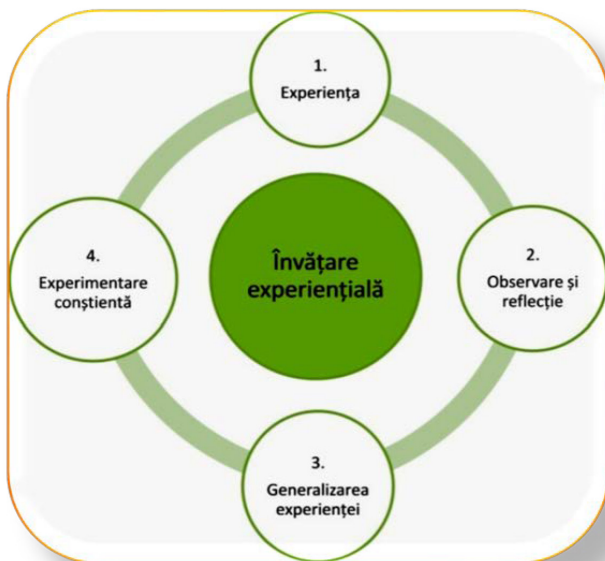 1.
Experiența
2.
Observare și
reflecție
3.
Generalizarea
experienței
4.
Experimentare
conștientă
Învățare
experiențială